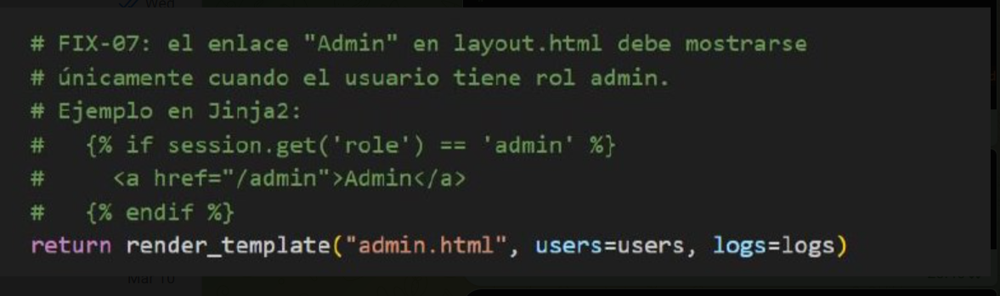 Wed
# FIX-07: el enlace "Admin" en layout.html debe mostrarse
# únicamente cuando el usuario tiene rol admin.
# Ejemplo en Jinja2:
#   {% if session.get('role') == 'admin' %}
#     <a href="/admin">Admin</a>
#   {% endif %}
return render_template("admin.html", users=users, logs=logs)